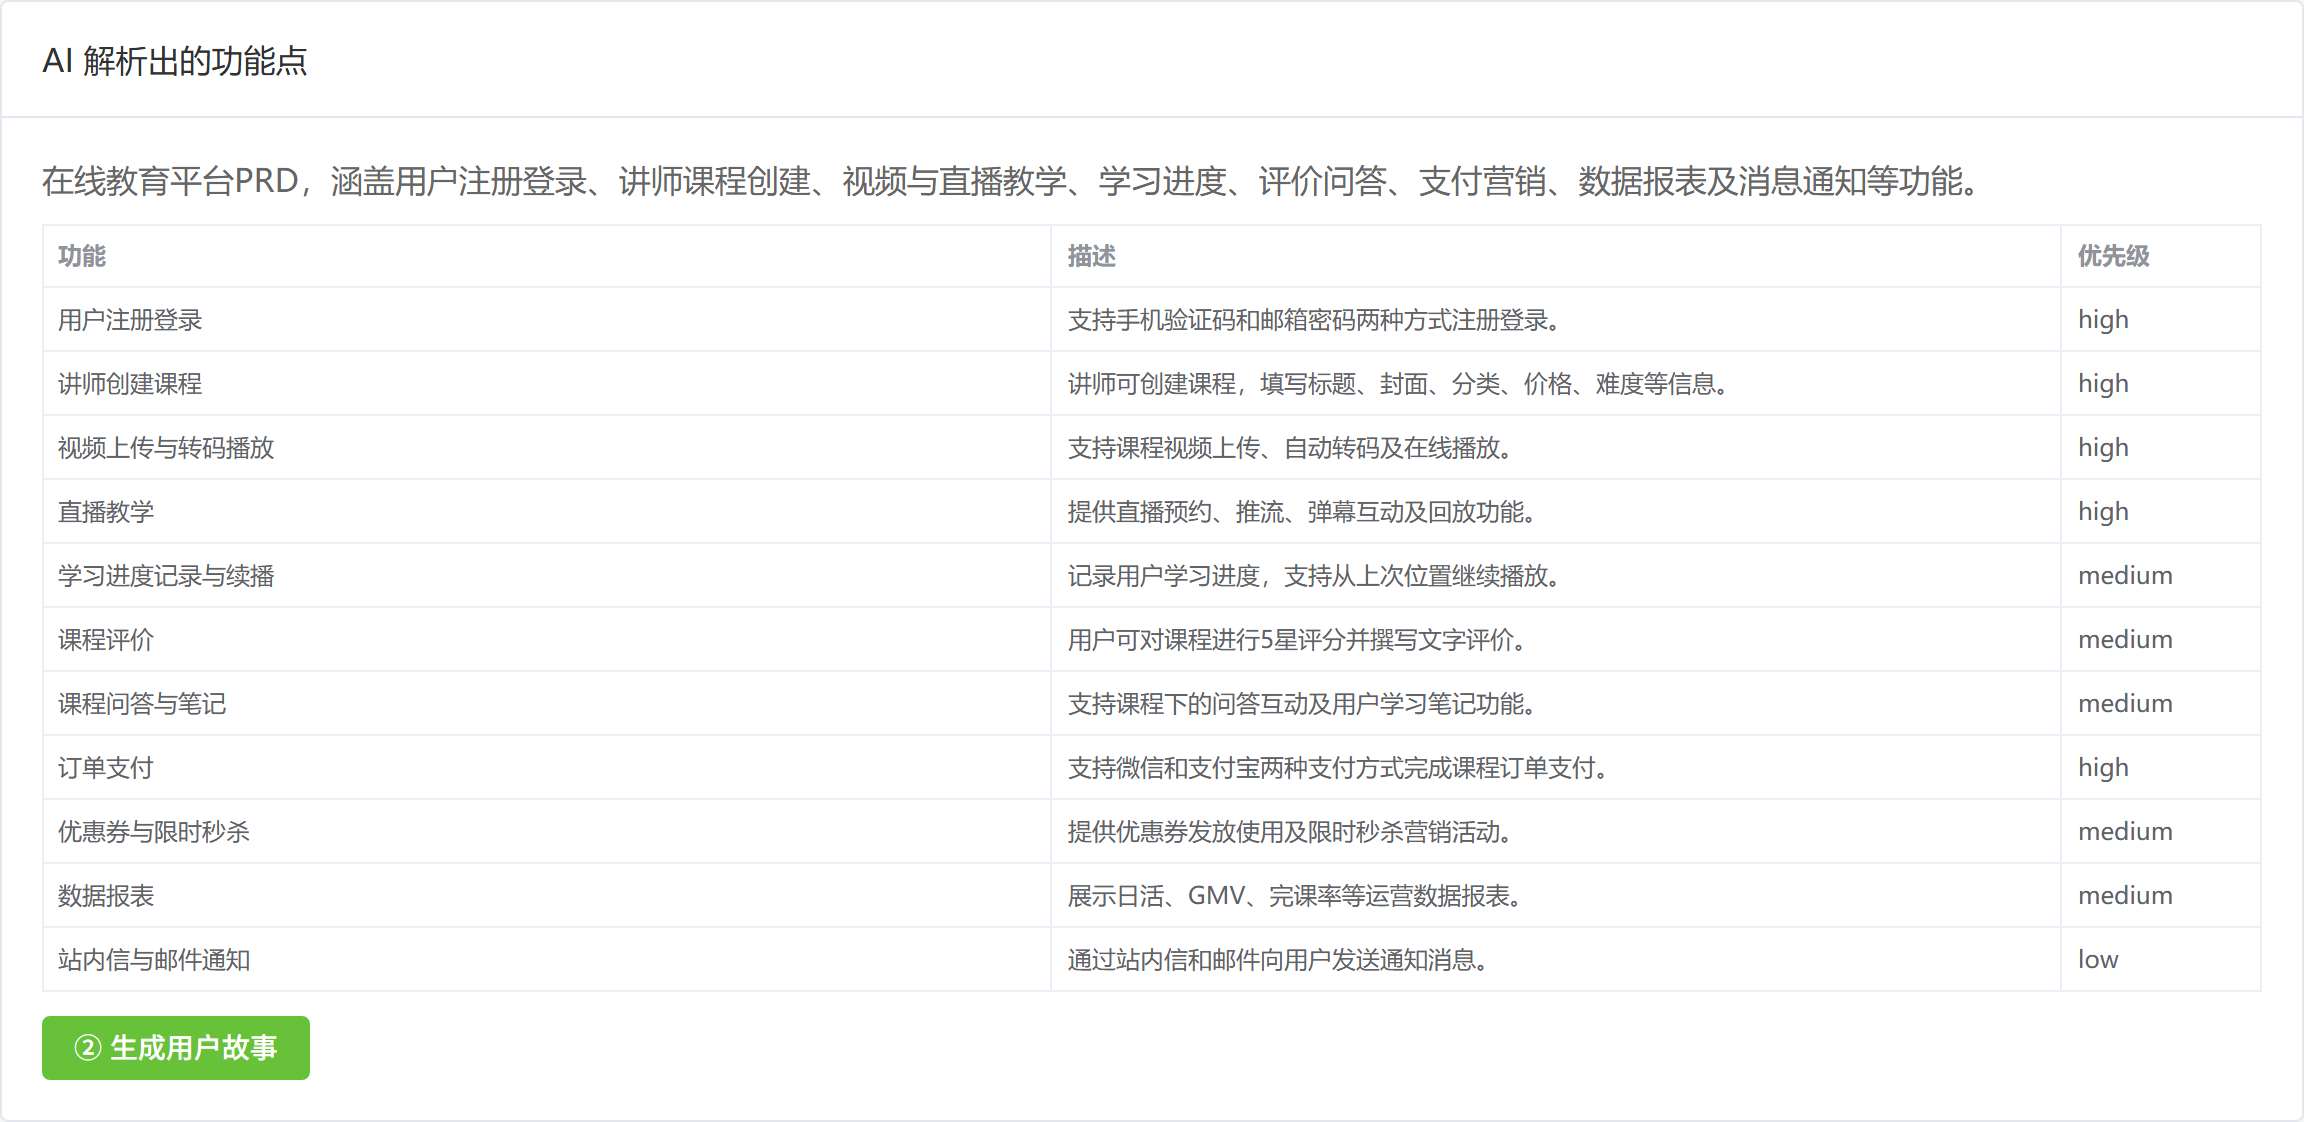 AI 解析出的功能点
在线教育平台PRD，涵盖用户注册登录、讲师课程创建、视频与直播教学、学习进度、评价问答、支付营销、数据报表及消息通知等功能。
功能 描述 优先级
用户注册登录 支持手机验证码和邮箱密码两种方式注册登录。 high
讲师创建课程 讲师可创建课程，填写标题、封面、分类、价格、难度等信息。 high
视频上传与转码播放 支持课程视频上传、自动转码及在线播放。 high
直播教学 提供直播预约、推流、弹幕互动及回放功能。 high
学习进度记录与续播 记录用户学习进度，支持从上次位置继续播放。 medium
课程评价 用户可对课程进行5星评分并撰写文字评价。 medium
课程问答与笔记 支持课程下的问答互动及用户学习笔记功能。 medium
订单支付 支持微信和支付宝两种支付方式完成课程订单支付。 high
优惠券与限时秒杀 提供优惠券发放使用及限时秒杀营销活动。 medium
数据报表 展示日活、GMV、完课率等运营数据报表。 medium
站内信与邮件通知 通过站内信和邮件向用户发送通知消息。 low
② 生成用户故事